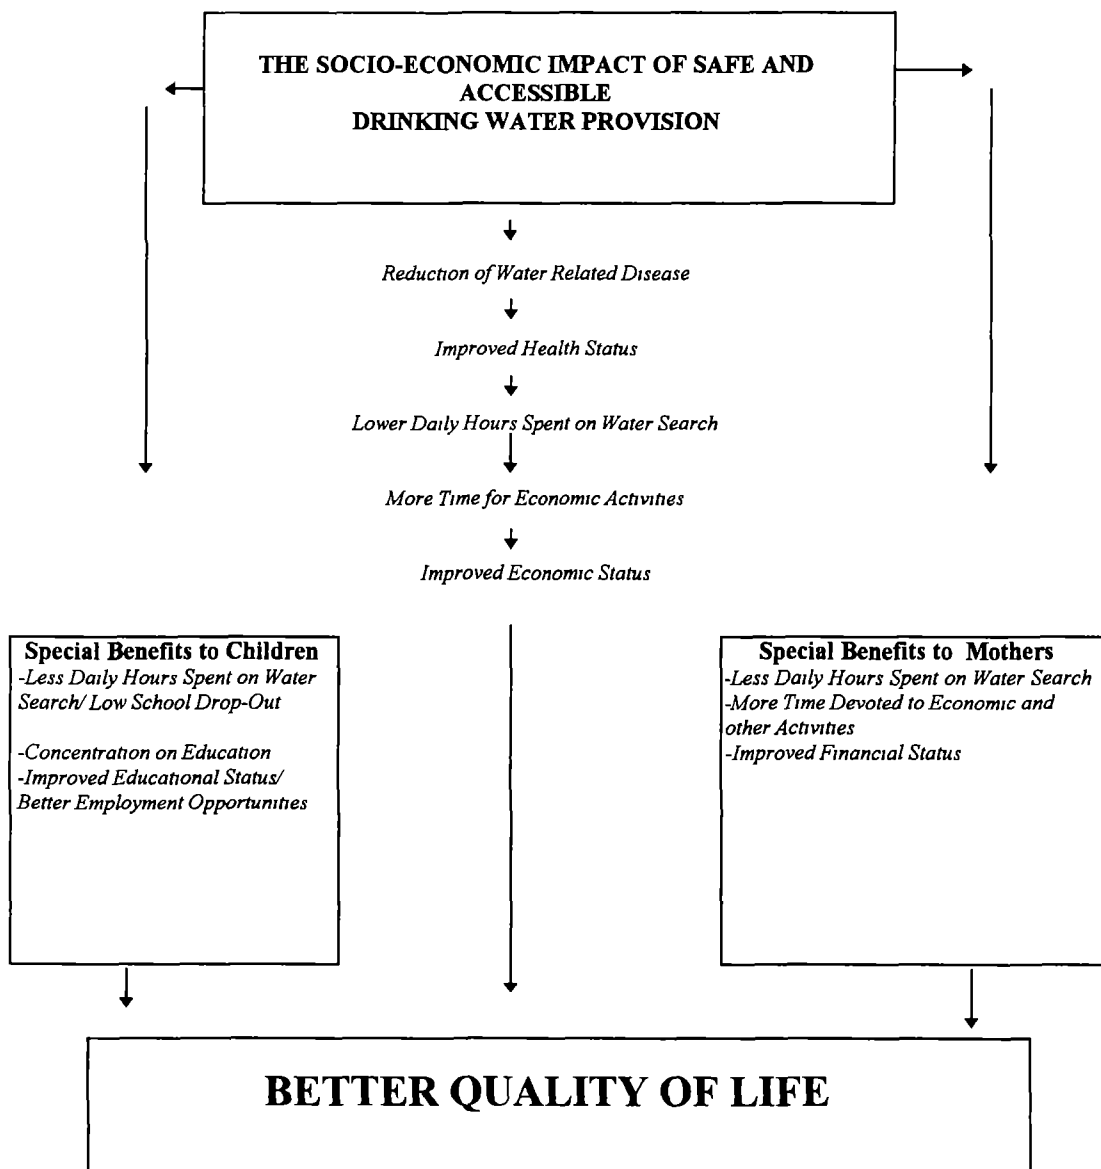 THE SOCIO-ECONOMIC IMPACT OF SAFE AND
ACCESSIBLE
DRINKING WATER PROVISION
Reduction of Water Related Disease
Improved Health Status
Lower Daily Hours Spent on Water Search
More Time for Economic Activities
Improved Economic Status
Special Benefits to Children
-Less Daily Hours Spent on Water
Search/ Low School Drop-Out
-Concentration on Education
-Improved Educational Status/
Better Employment Opportunities
Special Benefits to Mothers
-Less Daily Hours Spent on Water Search
-More Time Devoted to Economic and
other Activities
-Improved Financial Status
BETTER QUALITY OF LIFE